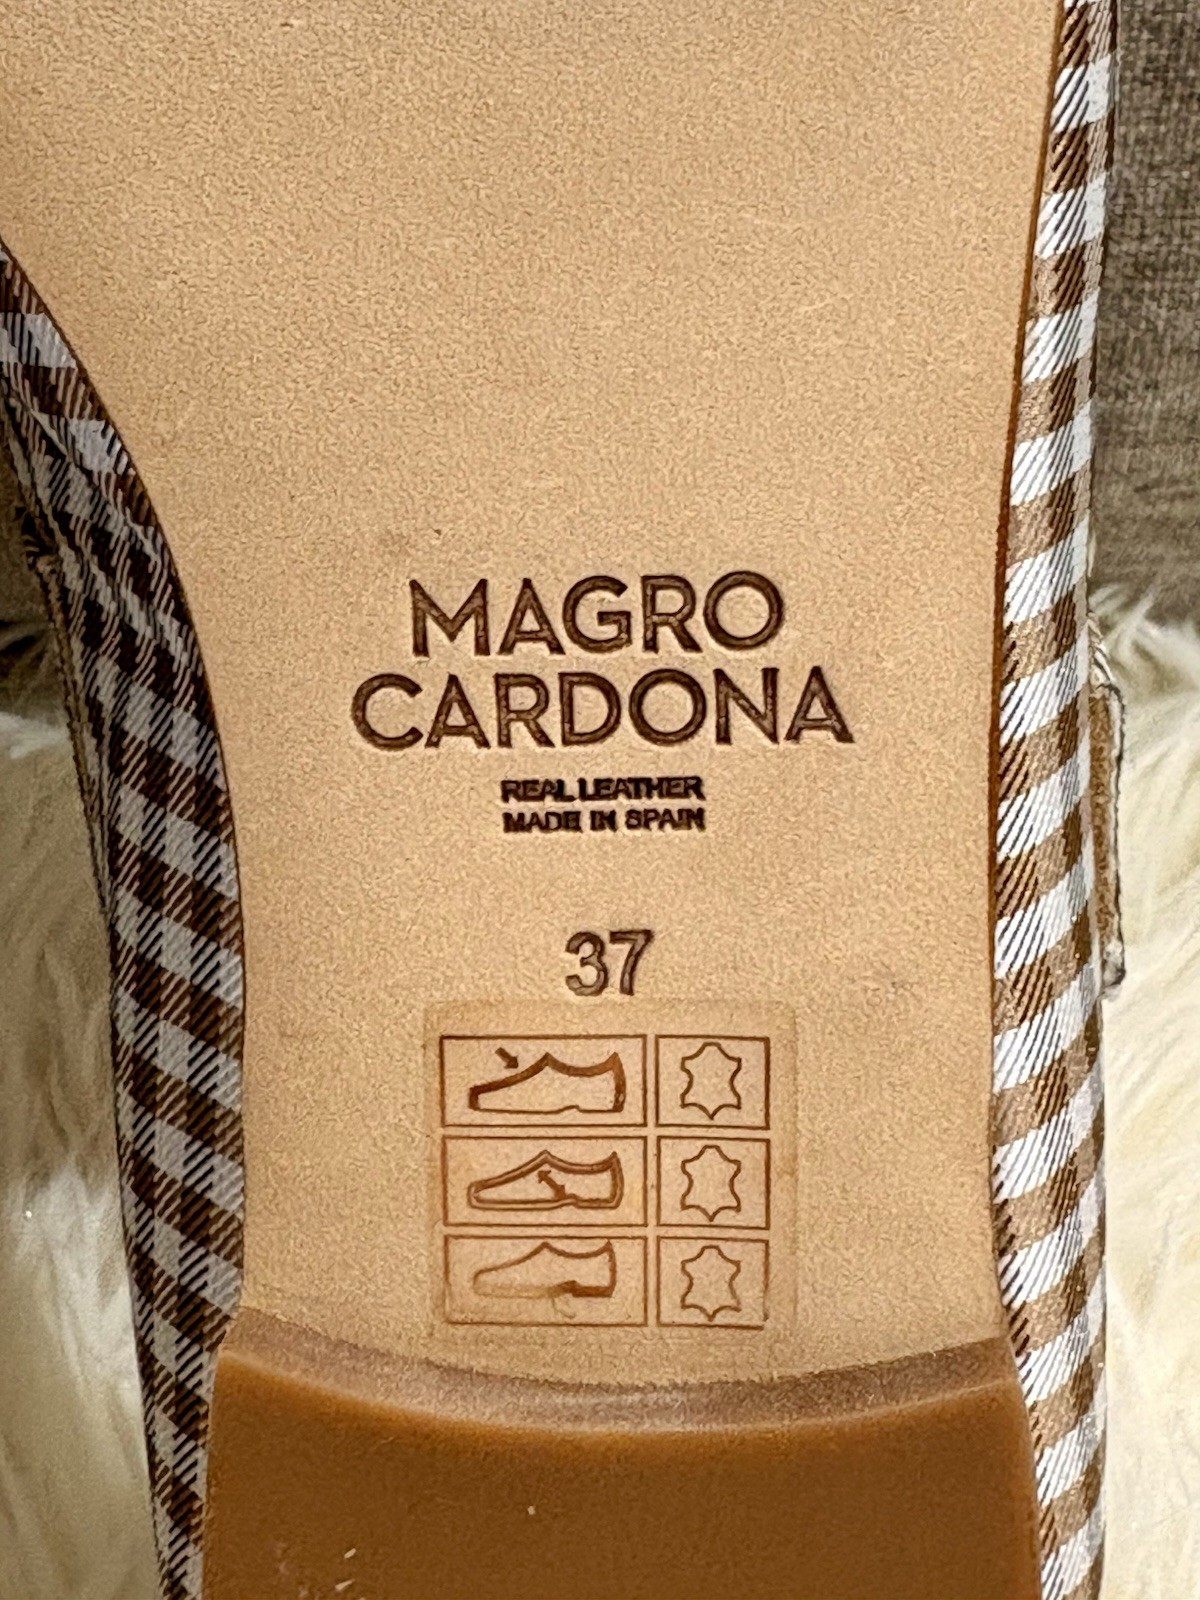 MAGRO
CARDONA
REAL LEATHER
MADE IN SPAIN
37